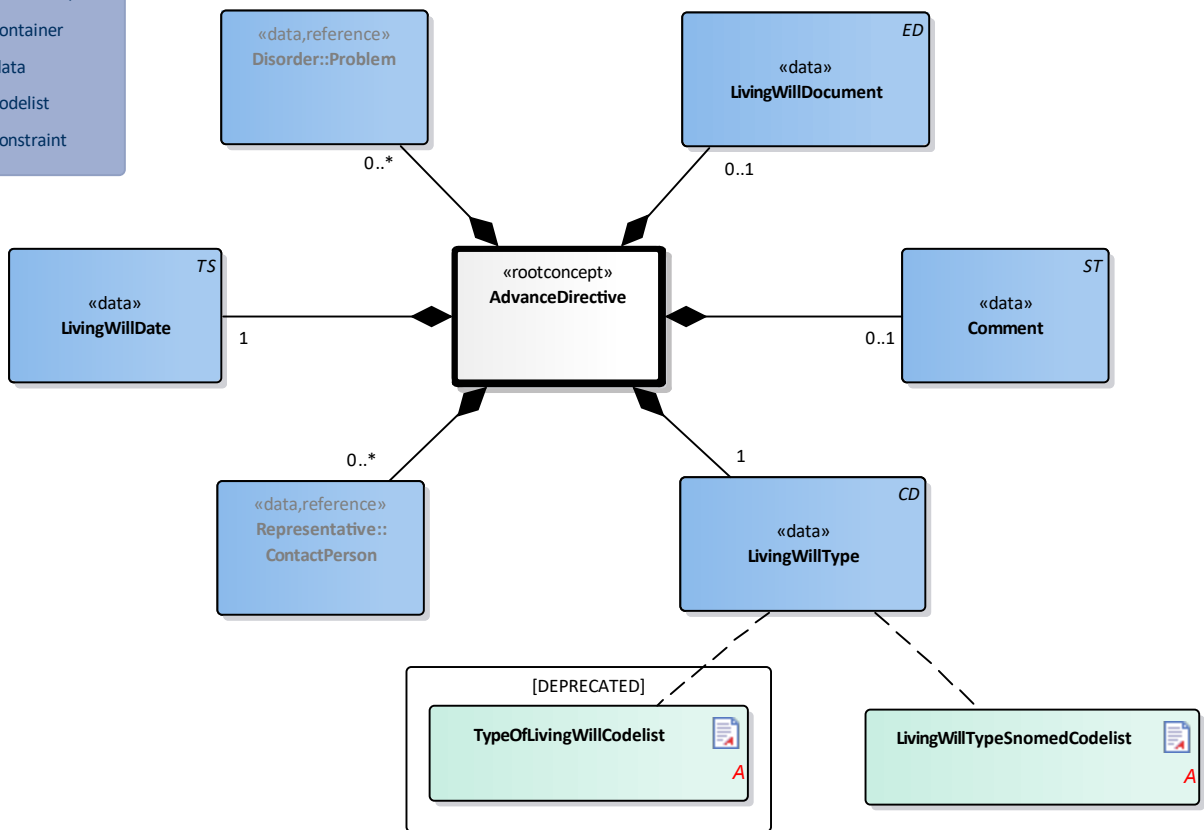 ontainer
ata
odelist
onstraint
«data,reference»
Disorder::Problem
0..*
ED
«data»
LivingWillDocument
0..1
TS
«data»
LivingWillDate
1
«rootconcept»
AdvanceDirective
ST
«data»
Comment
0..1
0..*
«data,reference»
Representative::
ContactPerson
1
CD
«data»
LivingWillType
[DEPRECATED]
TypeOfLivingWillCodelist
A
LivingWillTypeSnomedCodelist
A